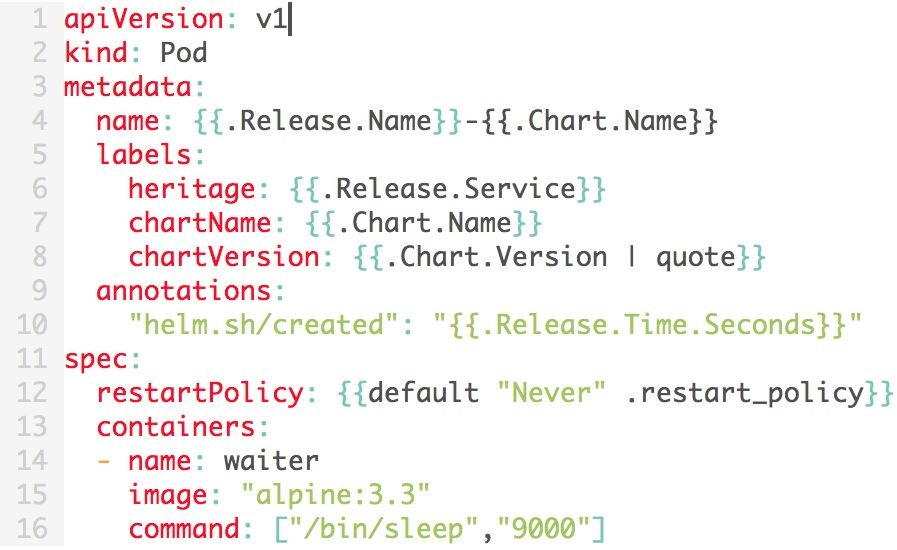 1 apiVersion: v1
2 kind: Pod
3 metadata:
4   name: {{.Release.Name}}-{{.Chart.Name}}
5   labels:
6     heritage: {{.Release.Service}}
7     chartName: {{.Chart.Name}}
8     chartVersion: {{.Chart.Version | quote}}
9   annotations:
10     "helm.sh/created": "{{.Release.Time.Seconds}}"
11 spec:
12   restartPolicy: {{default "Never" .restart_policy}}
13   containers:
14   - name: waiter
15     image: "alpine:3.3"
16     command: ["/bin/sleep","9000"]